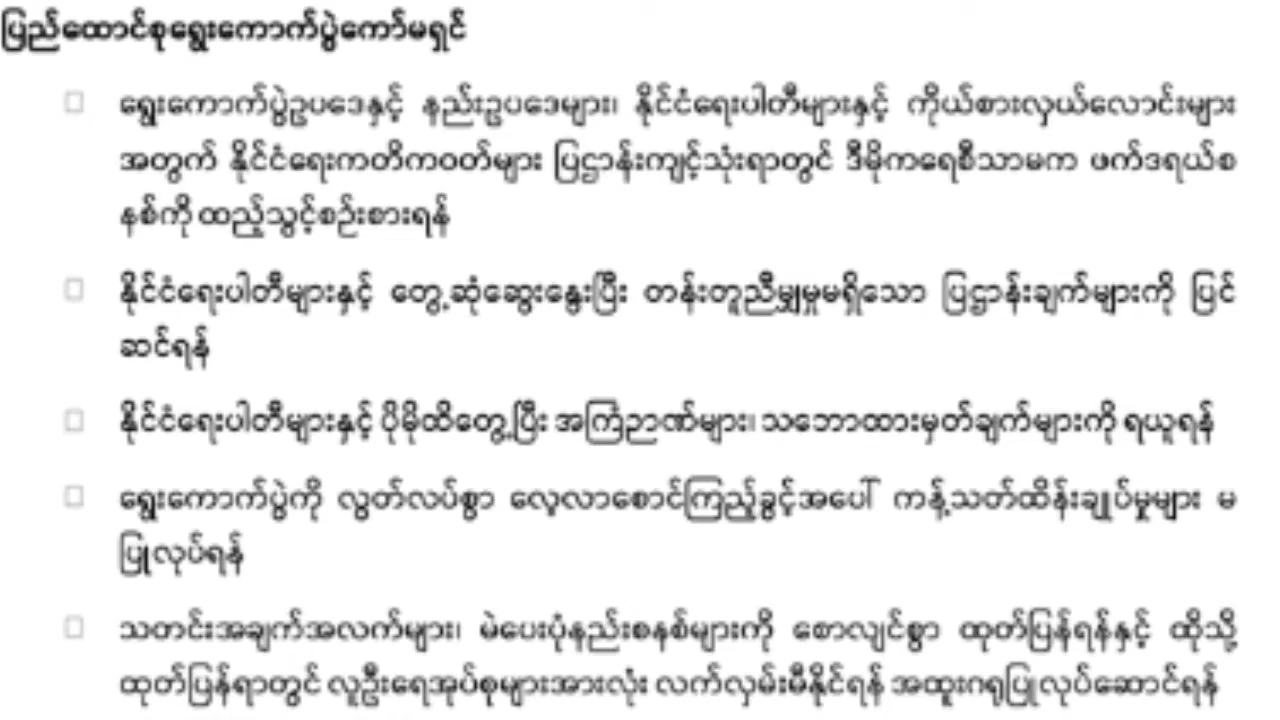 ပြည်ထောင်စုရွေးကောက်ပွဲကော်မရှင်
ရွေးကောက်ပွဲဥပဒေနှင့် နည်းဥပဒေများ၊ နိုင်ငံရေးပါတီများနှင့် ကိုယ်စားလှယ်လောင်းများ
အတွက် နိုင်ငံရေးကတိကဝတ်များ ပြဋ္ဌာန်းကျင့်သုံးရာတွင် ဒီမိုကရေစီသာမက ဖက်ဒရယ်စ
နစ်ကို ထည့်သွင့်စဉ်းစားရန်
နိုင်ငံရေးပါတီများနှင့် တွေ့ဆုံဆွေးနွေးပြီး တန်းတူညီမျှမှုမရှိသော ပြဋ္ဌာန်းချက်များကို ပြင်
ဆင်ရန်
နိုင်ငံရေးပါတီများနှင့် ပိုမိုထိတွေ့ပြီး အကြံဉာဏ်များ၊ သဘောထားမှတ်ချက်များကို ရယူရန်
ရွေးကောက်ပွဲကို လွတ်လပ်စွာ လေ့လာစောင်ကြည့်ခွင့်အပေါ် ကန့်သတ်ထိန်းချုပ်မှုများ မ
ပြုလုပ်ရန်
သတင်းအချက်အလက်များ၊ မဲပေးပုံနည်းစနစ်များကို စောလျင်စွာ ထုတ်ပြန်ရန်နှင့် ထိုသို့
ထုတ်ပြန်ရာတွင် လူဦးရေအုပ်စုများအားလုံး လက်လှမ်းမီနိုင်ရန် အထူးဂရုပြုလုပ်ဆောင်ရန်